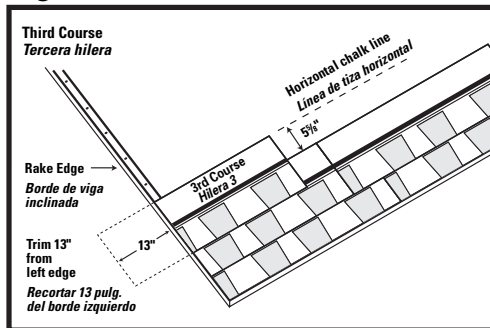 Third Course
Tercera hilera
Horizontal chalk line
Línea de tiza horizontal
5⅝"
3rd Course
Hilera 3
Rake Edge
Borde de viga
inclinada
Trim 13"
from
left edge
13"
Recortar 13 pulg.
del borde izquierdo